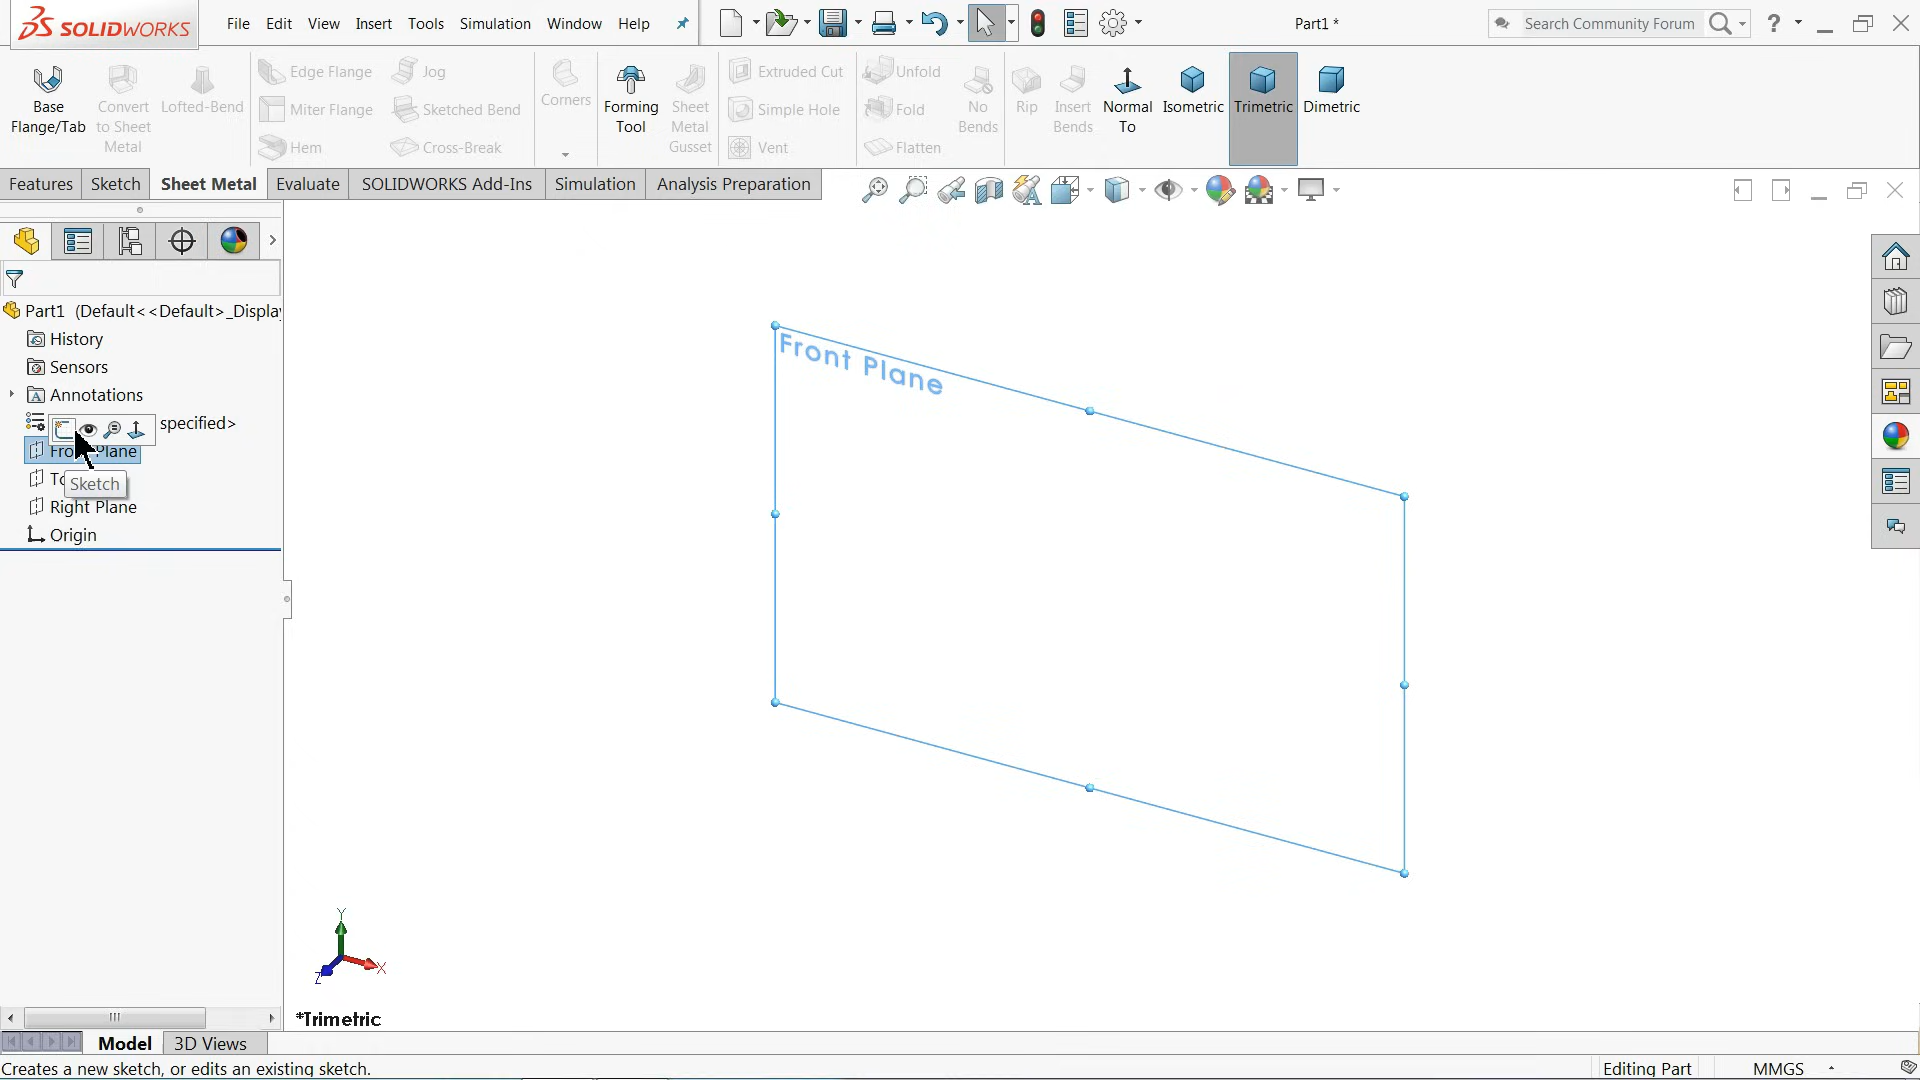 SOLIDWORKS
File Edit View Insert Tools Simulation Window Help
Part1 *
Search Community Forum
?
Base Flange/Tab
Convert to Sheet Metal
Lofted-Bend
Edge Flange
Miter Flange
Hem
Jog
Sketched Bend
Cross-Break
Corners
Forming Tool
Sheet Metal Gusset
Extruded Cut
Simple Hole
Vent
Unfold
Fold
Flatten
No Bends
Rip
Insert Bends
Normal To
Isometric
Trimetric
Dimetric
Features Sketch Sheet Metal Evaluate SOLIDWORKS Add-Ins Simulation Analysis Preparation
Part1 (Default<<Default>_Displa
History
Sensors
Annotations
specified>
Front Plane
Sketch
Right Plane
Origin
Front Plane
Y
X
Z
*Trimetric
Model 3D Views
Creates a new sketch, or edits an existing sketch.
Editing Part
MMGS